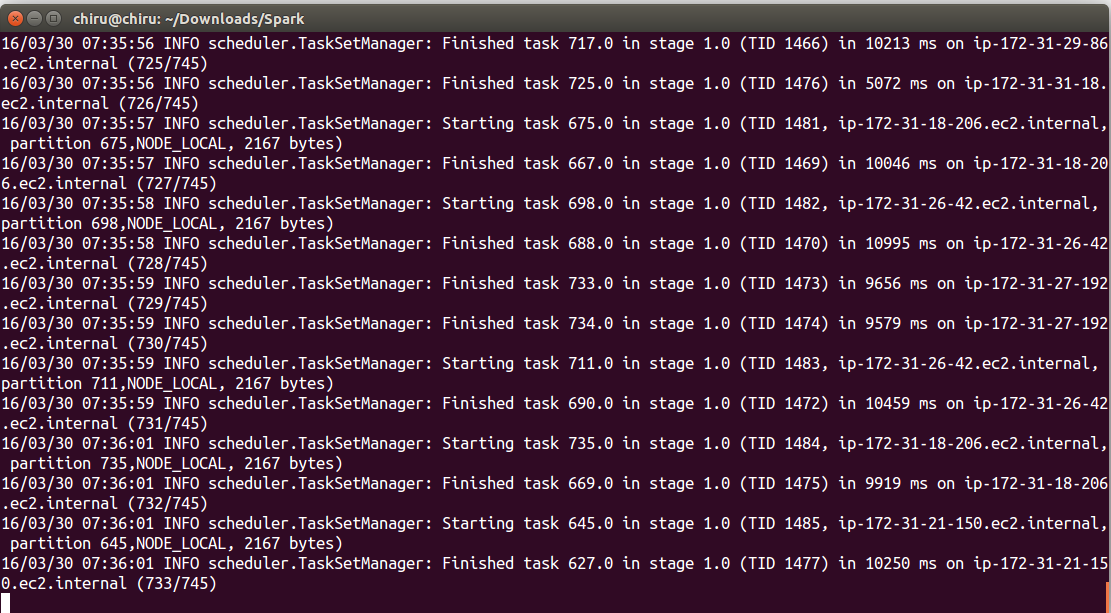 chiru@chiru: ~/Downloads/Spark
16/03/30 07:35:56 INFO scheduler.TaskSetManager: Finished task 717.0 in stage 1.0 (TID 1466) in 10213 ms on ip-172-31-29-86
.ec2.internal (725/745)
16/03/30 07:35:56 INFO scheduler.TaskSetManager: Finished task 725.0 in stage 1.0 (TID 1476) in 5072 ms on ip-172-31-31-18.
ec2.internal (726/745)
16/03/30 07:35:57 INFO scheduler.TaskSetManager: Starting task 675.0 in stage 1.0 (TID 1481, ip-172-31-18-206.ec2.internal,
 partition 675,NODE_LOCAL, 2167 bytes)
16/03/30 07:35:57 INFO scheduler.TaskSetManager: Finished task 667.0 in stage 1.0 (TID 1469) in 10046 ms on ip-172-31-18-20
6.ec2.internal (727/745)
16/03/30 07:35:58 INFO scheduler.TaskSetManager: Starting task 698.0 in stage 1.0 (TID 1482, ip-172-31-26-42.ec2.internal,
partition 698,NODE_LOCAL, 2167 bytes)
16/03/30 07:35:58 INFO scheduler.TaskSetManager: Finished task 688.0 in stage 1.0 (TID 1470) in 10995 ms on ip-172-31-26-42
.ec2.internal (728/745)
16/03/30 07:35:59 INFO scheduler.TaskSetManager: Finished task 733.0 in stage 1.0 (TID 1473) in 9656 ms on ip-172-31-27-192
.ec2.internal (729/745)
16/03/30 07:35:59 INFO scheduler.TaskSetManager: Finished task 734.0 in stage 1.0 (TID 1474) in 9579 ms on ip-172-31-27-192
.ec2.internal (730/745)
16/03/30 07:35:59 INFO scheduler.TaskSetManager: Starting task 711.0 in stage 1.0 (TID 1483, ip-172-31-26-42.ec2.internal,
partition 711,NODE_LOCAL, 2167 bytes)
16/03/30 07:35:59 INFO scheduler.TaskSetManager: Finished task 690.0 in stage 1.0 (TID 1472) in 10459 ms on ip-172-31-26-42
.ec2.internal (731/745)
16/03/30 07:36:01 INFO scheduler.TaskSetManager: Starting task 735.0 in stage 1.0 (TID 1484, ip-172-31-18-206.ec2.internal,
 partition 735,NODE_LOCAL, 2167 bytes)
16/03/30 07:36:01 INFO scheduler.TaskSetManager: Finished task 669.0 in stage 1.0 (TID 1475) in 9919 ms on ip-172-31-18-206
.ec2.internal (732/745)
16/03/30 07:36:01 INFO scheduler.TaskSetManager: Starting task 645.0 in stage 1.0 (TID 1485, ip-172-31-21-150.ec2.internal,
 partition 645,NODE_LOCAL, 2167 bytes)
16/03/30 07:36:01 INFO scheduler.TaskSetManager: Finished task 627.0 in stage 1.0 (TID 1477) in 10250 ms on ip-172-31-21-15
0.ec2.internal (733/745)